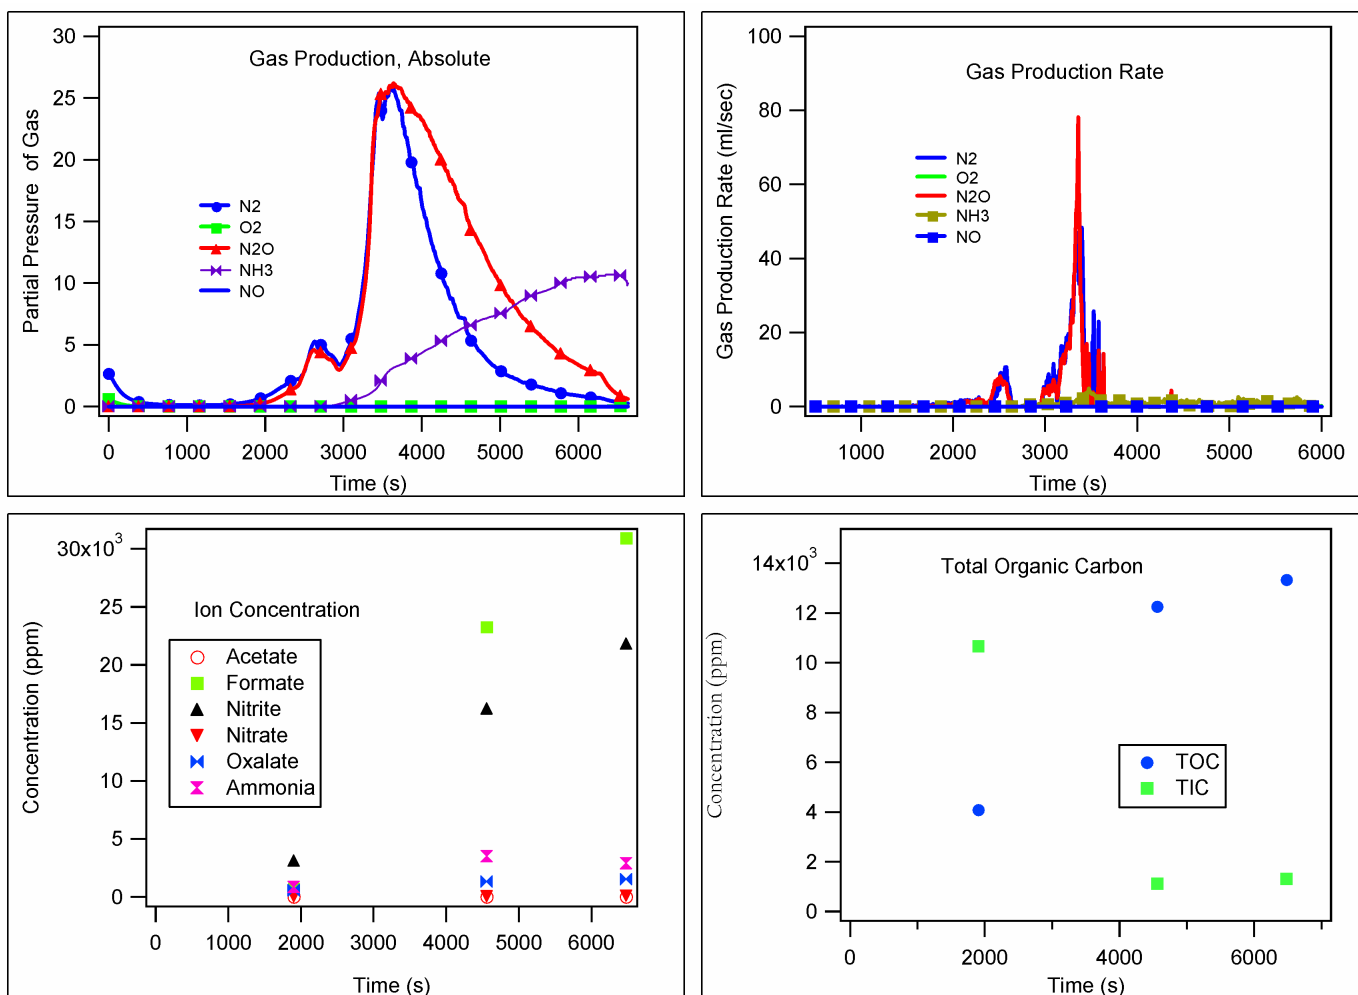 Gas Production, Absolute
Partial Pressure of Gas
30
25
20
15
10
5
0
N2
O2
N2O
NH3
NO
0 1000 2000 3000 4000 5000 6000
Time (s)
Gas Production Rate
Gas Production Rate (ml/sec)
100
80
60
40
20
0
N2
O2
N2O
NH3
NO
1000 2000 3000 4000 5000 6000
Time (s)
Ion Concentration
Concentration (ppm)
30x10³
25
20
15
10
5
0
Acetate
Formate
Nitrite
Nitrate
Oxalate
Ammonia
0 1000 2000 3000 4000 5000 6000
Time (s)
Total Organic Carbon
Concentration (ppm)
14x10³
12
10
8
6
4
2
0
TOC
TIC
0 2000 4000 6000
Time (s)